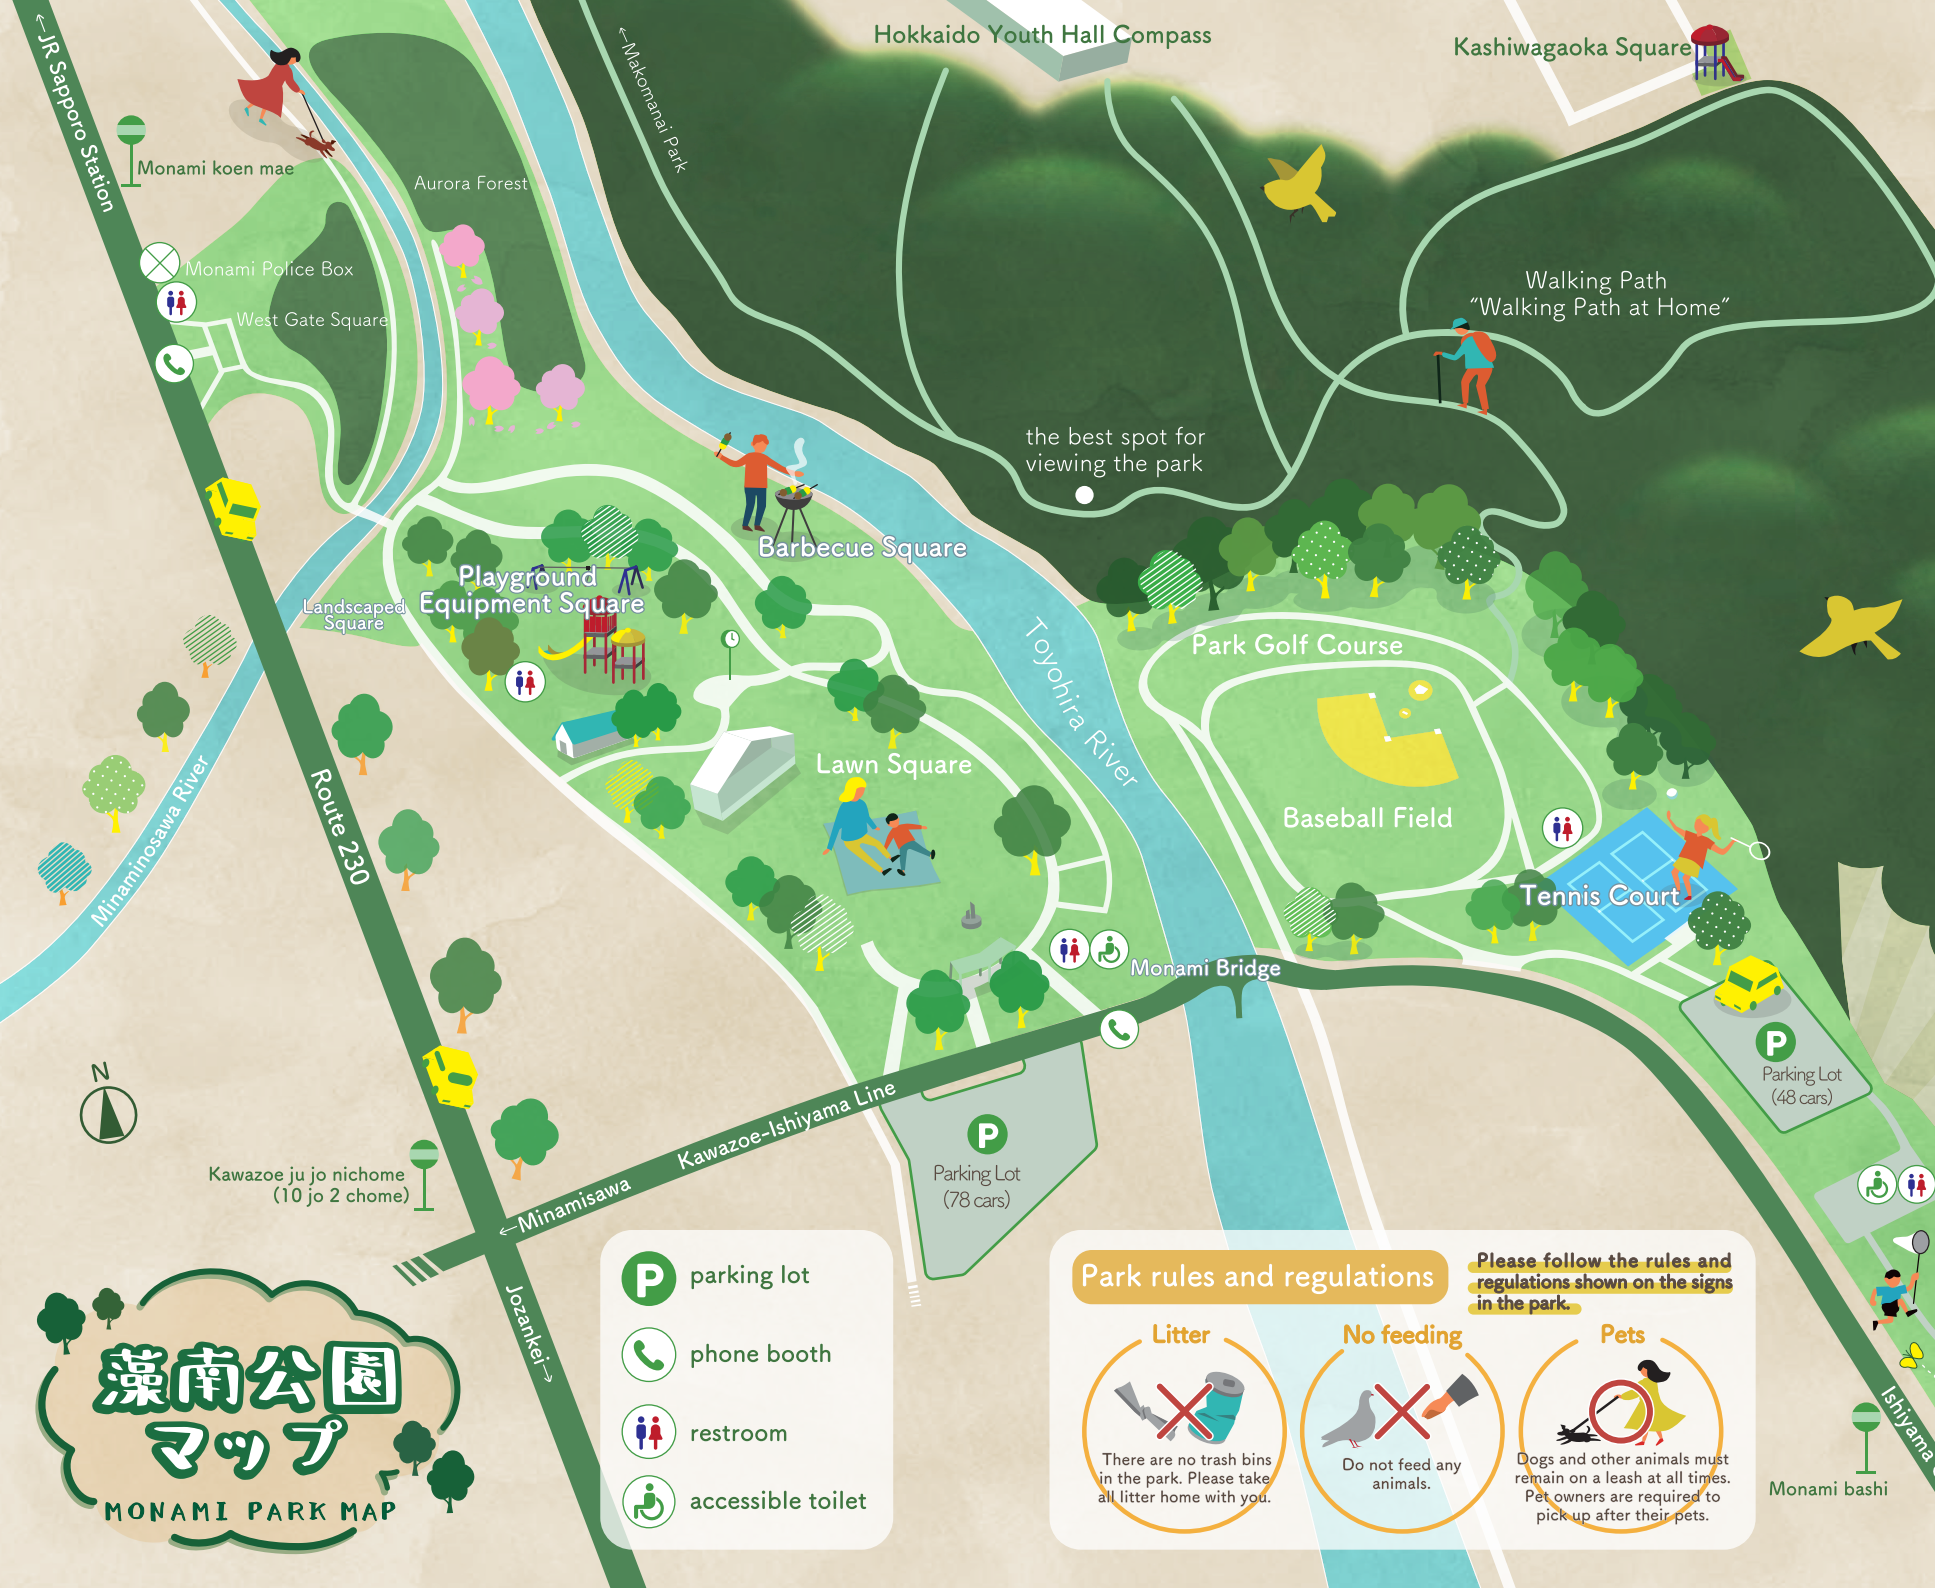 ←JR Sapporo Station
←Makomanai Park
Hokkaido Youth Hall Compass
Kashiwagaoka Square
Monami koen mae
Aurora Forest
Monami Police Box
West Gate Square
Walking Path
“Walking Path at Home”
the best spot for
viewing the park
Barbecue Square
Playground
Equipment Square
Landscaped
Square
Toyohira River
Park Golf Course
Lawn Square
Baseball Field
Minaminosawa River
Route 230
Tennis Court
Monami Bridge
N
P
Parking Lot
(48 cars)
Kawazoe-Ishiyama Line
P
Parking Lot
(78 cars)
Kawazoe ju jo nichome
(10 jo 2 chome)
←Minamisawa
Jozankei→
藻南公園
マップ
MONAMI PARK MAP
P parking lot
phone booth
restroom
accessible toilet
Park rules and regulations
Please follow the rules and
regulations shown on the signs
in the park.
Litter
There are no trash bins
in the park. Please take
all litter home with you.
No feeding
Do not feed any
animals.
Pets
Dogs and other animals must
remain on a leash at all times.
Pet owners are required to
pick up after their pets.
Ishiyama
Monami bashi